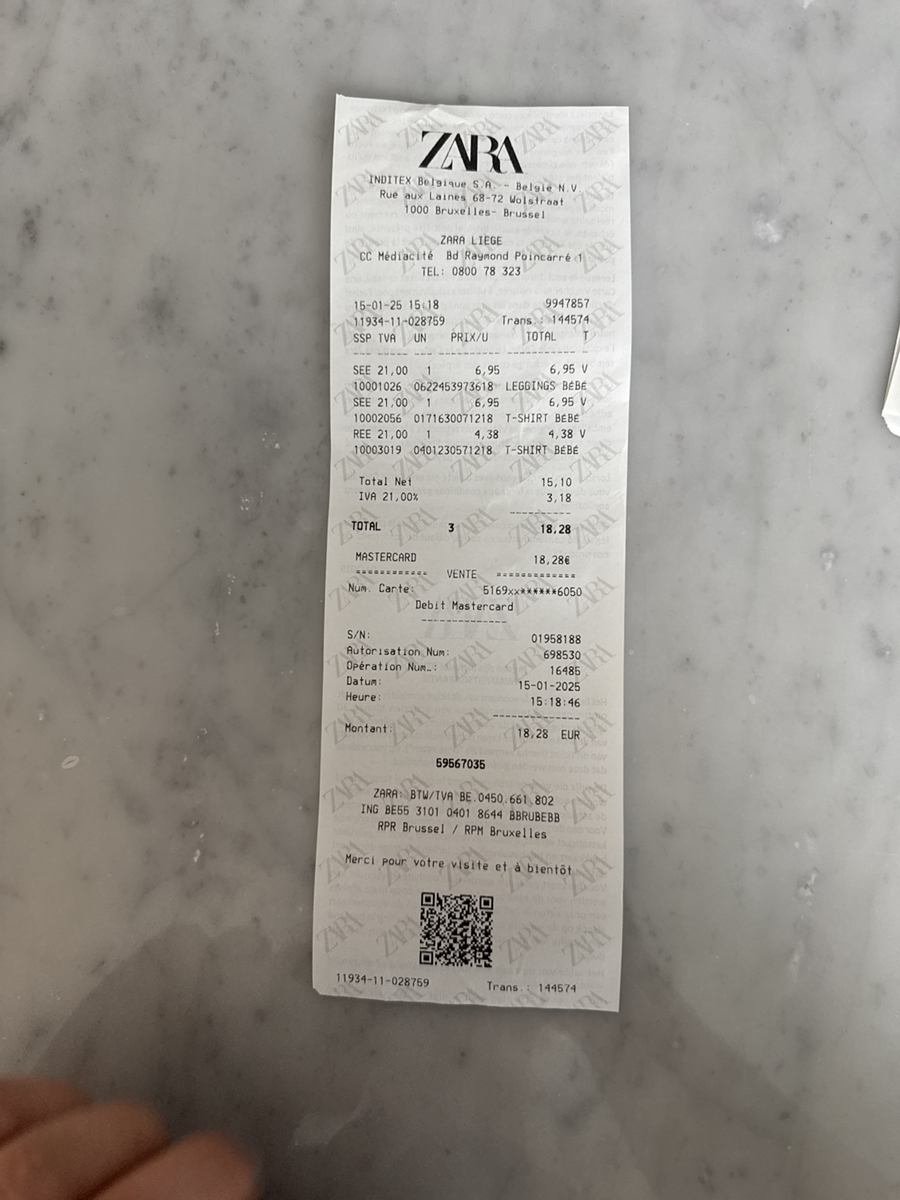 ZARA
INDITEX Belgique S.A. - Belgie N.V.
Rue aux Laines 68-72 Wolstraat
1000 Bruxelles- Brussel
ZARA LIEGE
CC Médiacité Bd Raymond Poincarré 1
TEL: 0800 78 323
15-01-25 15:18 9947857
11934-11-028759 Trans.: 144574
SSP TVA UN PRIX/U TOTAL T
SEE 21,00 1 6,95 6,95 V
10001026 0622453973618 LEGGINGS BÉBÉ
SEE 21,00 1 6,95 6,95 V
10002056 0171630071218 T-SHIRT BÉBÉ
REE 21,00 1 4,38 4,38 V
10003019 0401230571218 T-SHIRT BÉBÉ
Total Net 15,10
IVA 21,00% 3,18
TOTAL 3 18,28
MASTERCARD 18,28€
============ VENTE ============
Num. Carte: 5169xx******6050
Debit Mastercard
S/N: 01958188
Autorisation Num: 698530
Opération Num.: 16485
Datum: 15-01-2025
Heure: 15:18:46
Montant: 18,28 EUR
59567035
ZARA: BTW/TVA BE.0450.661.802
ING BE55 3101 0401 8644 BBRUBEBB
RPR Brussel / RPM Bruxelles
Merci pour votre visite et à bientôt
11934-11-028759 Trans.: 144574